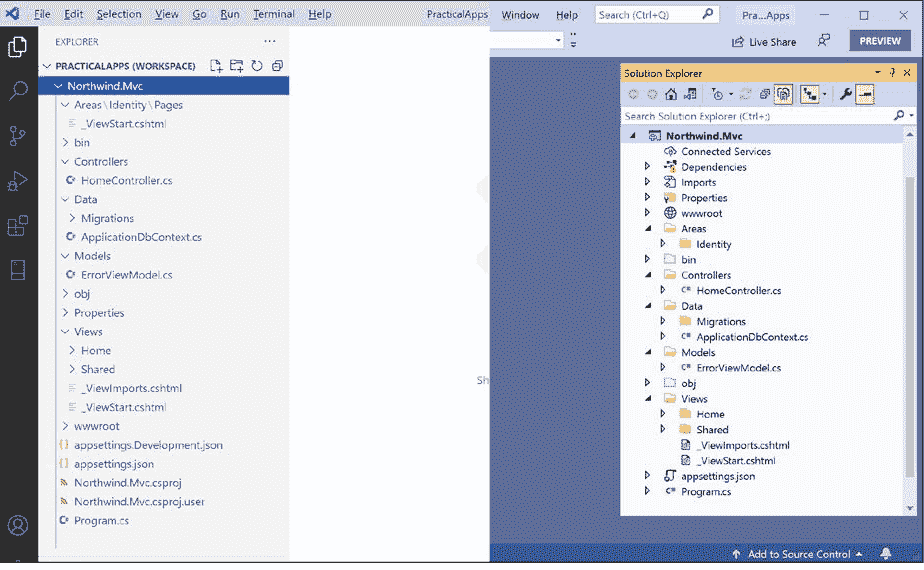 File Edit Selection View Go Run Terminal Help
PracticalApps
Window Help
Search (Ctrl+Q)
Pra...Apps
Live Share
PREVIEW
EXPLORER
PRACTICALAPPS (WORKSPACE)
Northwind.Mvc
Areas\Identity\Pages
_ViewStart.cshtml
bin
Controllers
HomeController.cs
Data
Migrations
ApplicationDbContext.cs
Models
ErrorViewModel.cs
obj
Properties
Views
Home
Shared
_ViewImports.cshtml
_ViewStart.cshtml
wwwroot
appsettings.Development.json
appsettings.json
Northwind.Mvc.csproj
Northwind.Mvc.csproj.user
Program.cs
Sh
Solution Explorer
Search Solution Explorer (Ctrl+;)
Northwind.Mvc
Connected Services
Dependencies
Imports
Properties
wwwroot
Areas
Identity
bin
Controllers
C# HomeController.cs
Data
Migrations
C# ApplicationDbContext.cs
Models
C# ErrorViewModel.cs
obj
Views
Home
Shared
_ViewImports.cshtml
_ViewStart.cshtml
appsettings.json
C# Program.cs
Add to Source Control